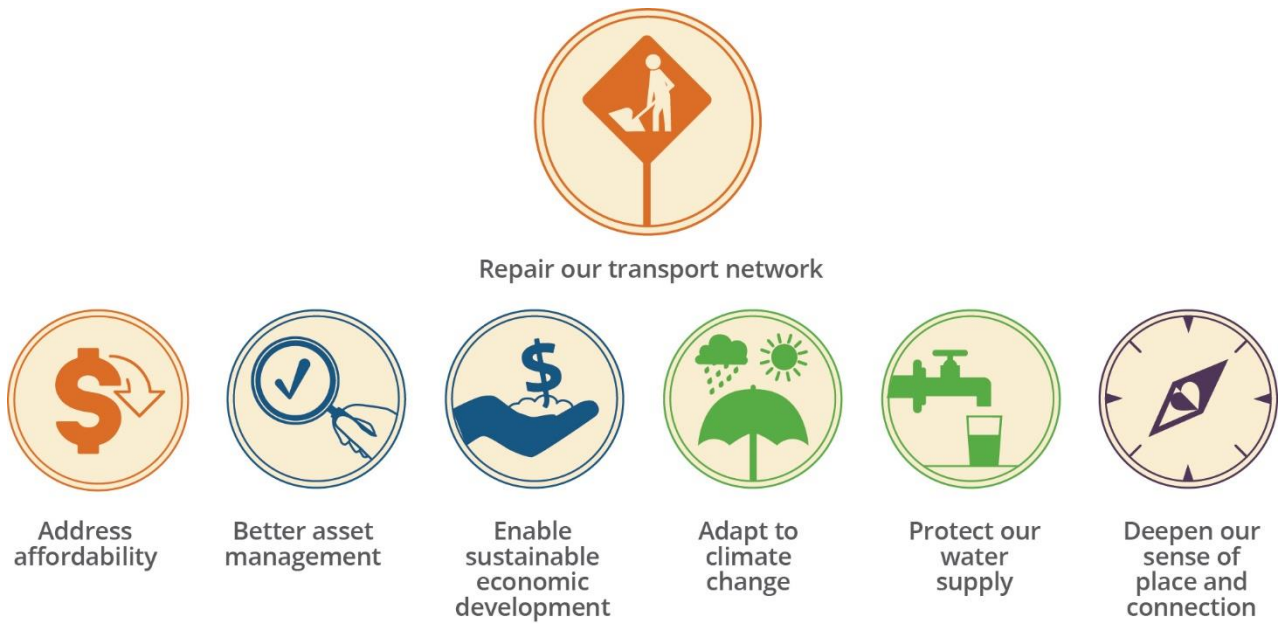 Repair our transport network
Address
affordability
Better asset
management
Enable
sustainable
economic
development
Adapt to
climate
change
Protect our
water
supply
Deepen our
sense of
place and
connection